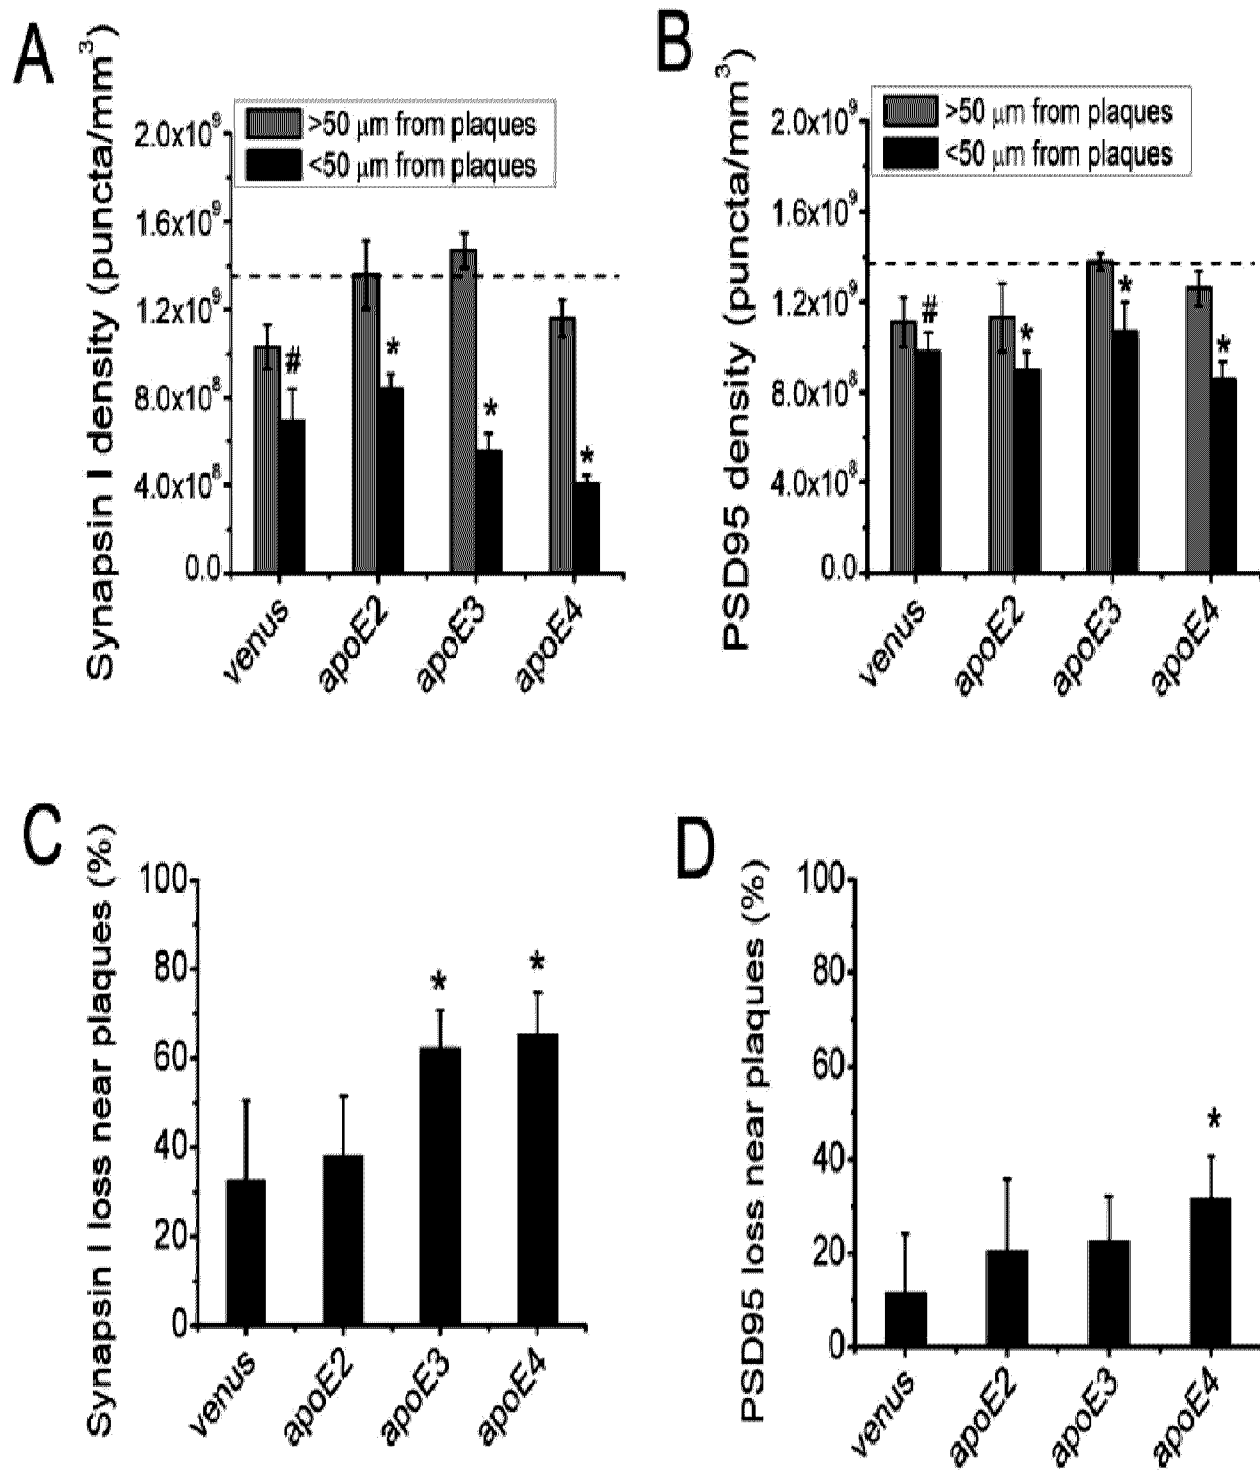 A
Synapsin I density (puncta/mm³)
>50 μm from plaques
<50 μm from plaques
2.0x10⁹
1.6x10⁹
1.2x10⁹
8.0x10⁸
4.0x10⁸
0.0
#
*
*
*
venus
apoE2
apoE3
apoE4
B
PSD95 density (puncta/mm³)
>50 μm from plaques
<50 μm from plaques
2.0x10⁹
1.6x10⁹
1.2x10⁹
8.0x10⁸
4.0x10⁸
0.0
#
*
*
*
venus
apoE2
apoE3
apoE4
C
Synapsin I loss near plaques (%)
100
80
60
40
20
0
*
*
venus
apoE2
apoE3
apoE4
D
PSD95 loss near plaques (%)
100
80
60
40
20
0
*
venus
apoE2
apoE3
apoE4